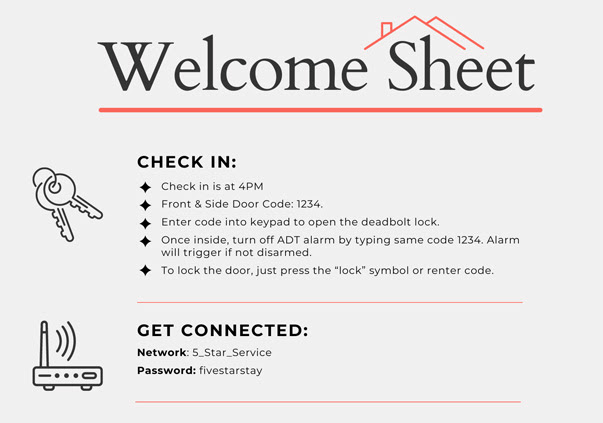 Welcome Sheet
CHECK IN:
Check in is at 4PM
Front & Side Door Code: 1234.
Enter code into keypad to open the deadbolt lock.
Once inside, turn off ADT alarm by typing same code 1234. Alarm
will trigger if not disarmed.
To lock the door, just press the “lock” symbol or renter code.
GET CONNECTED:
Network: 5_Star_Service
Password: fivestarstay